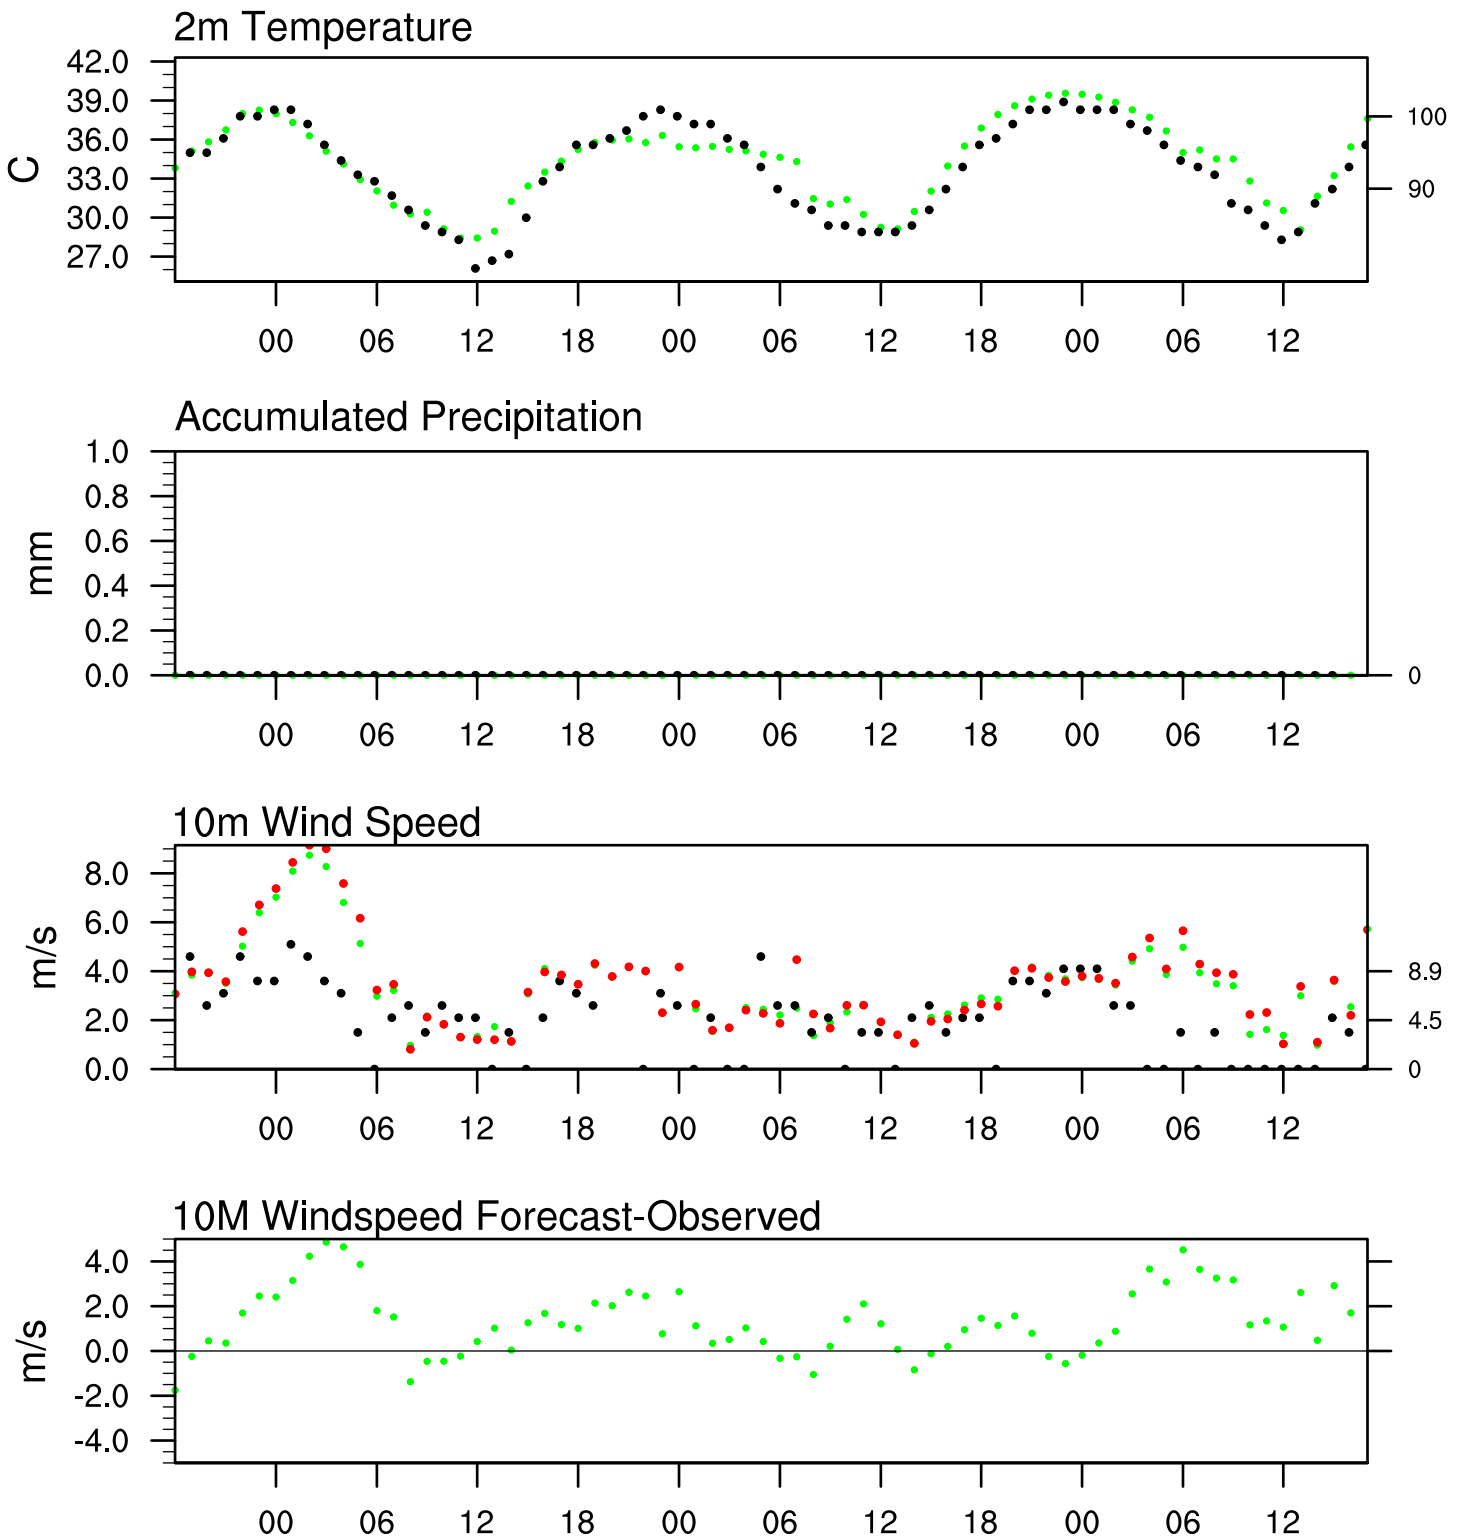 2m Temperature
42.0
39.0
36.0
33.0
30.0
27.0
C
100
90
00 06 12 18 00 06 12 18 00 06 12
Accumulated Precipitation
1.0
0.8
0.6
0.4
0.2
0.0
mm
0
00 06 12 18 00 06 12 18 00 06 12
10m Wind Speed
8.0
6.0
4.0
2.0
0.0
m/s
8.9
4.5
0
00 06 12 18 00 06 12 18 00 06 12
10M Windspeed Forecast-Observed
4.0
2.0
0.0
-2.0
-4.0
m/s
00 06 12 18 00 06 12 18 00 06 12